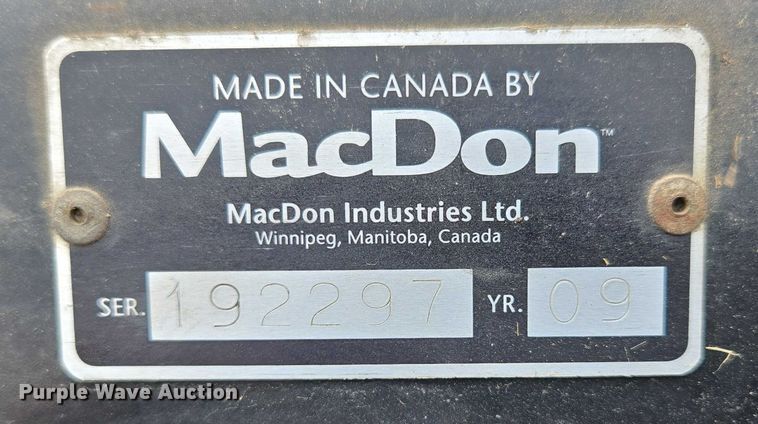 MADE IN CANADA BY
MacDon™
MacDon Industries Ltd.
Winnipeg, Manitoba, Canada
SER. 192297 YR. 09
Purple Wave Auction